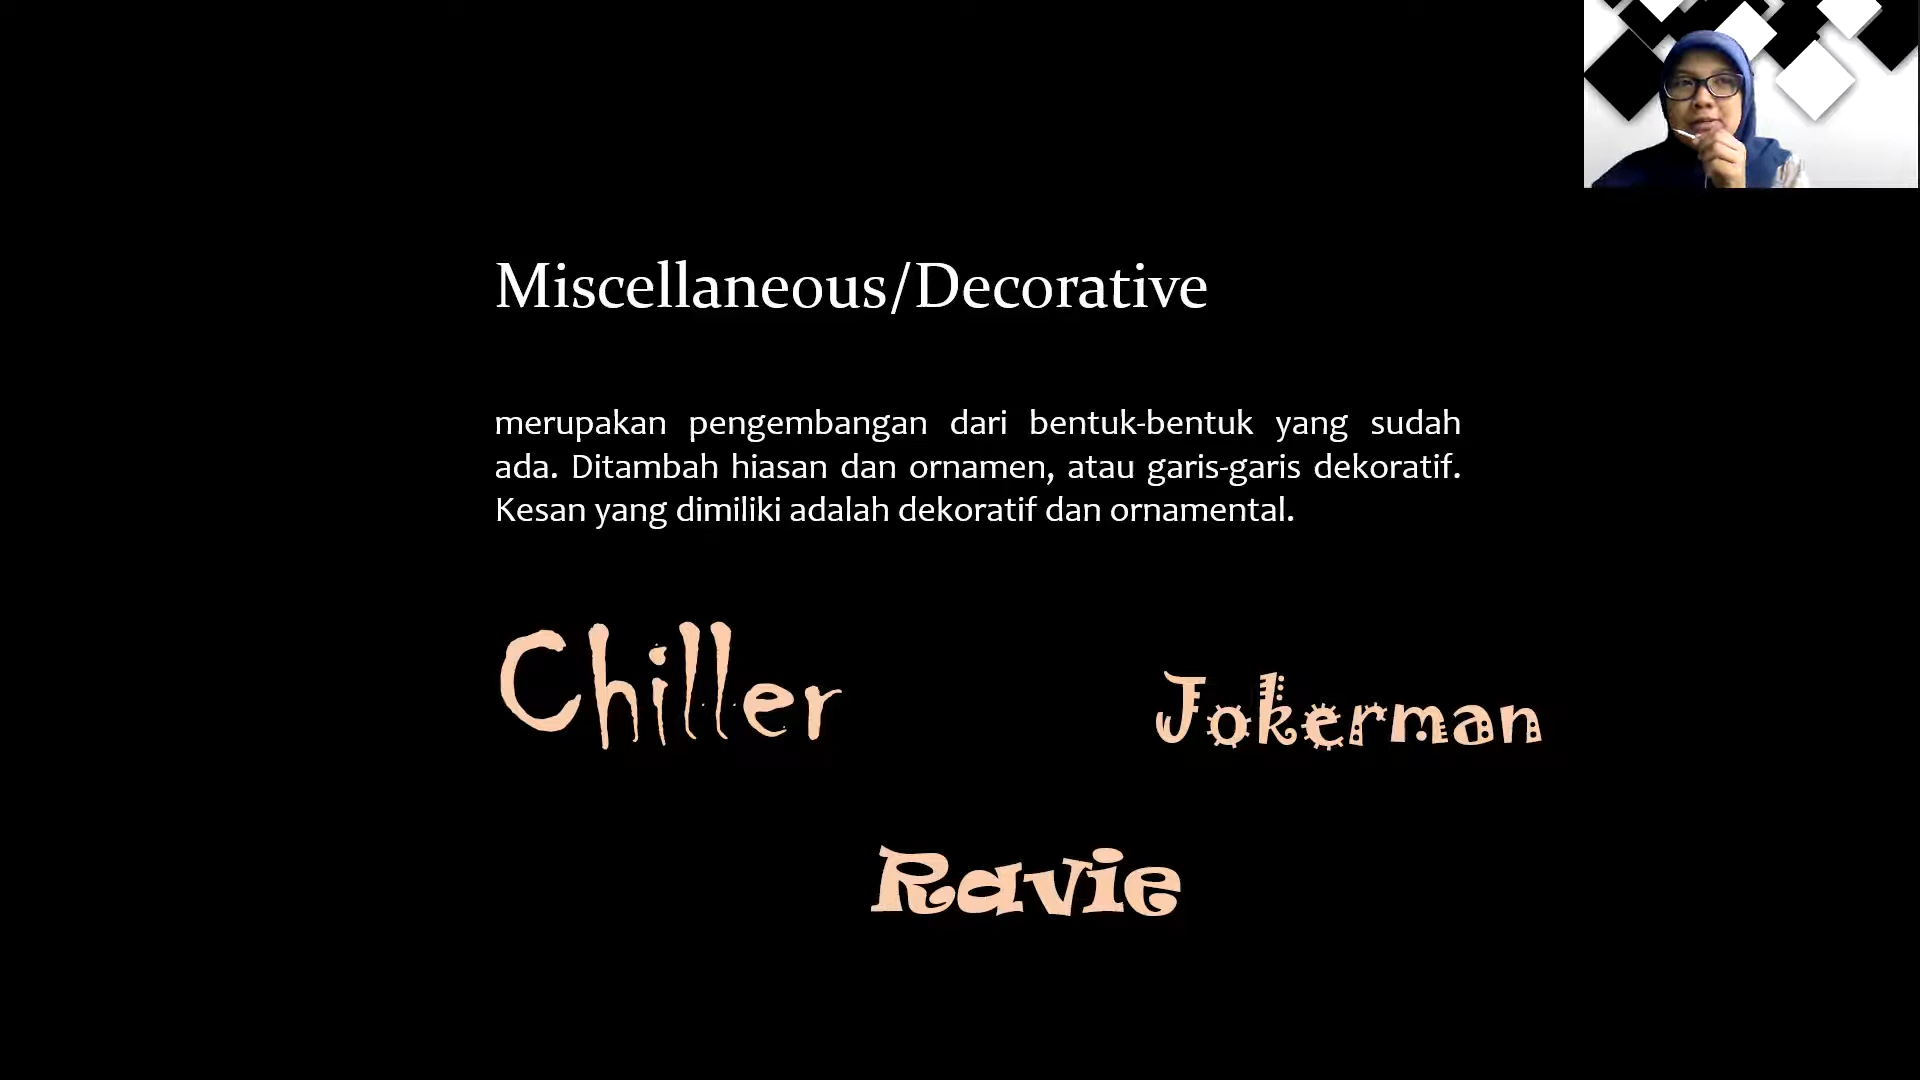 Miscellaneous/Decorative
merupakan pengembangan dari bentuk-bentuk yang sudah
ada. Ditambah hiasan dan ornamen, atau garis-garis dekoratif.
Kesan yang dimiliki adalah dekoratif dan ornamental.
Chiller
Jokerman
Ravie